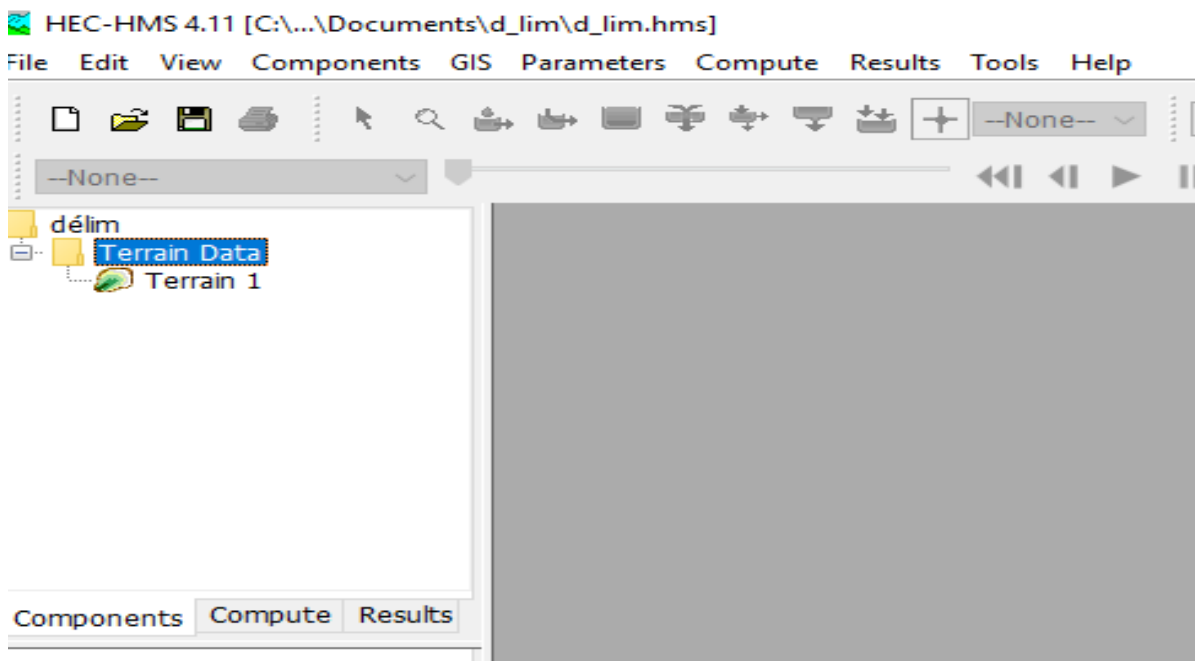 HEC-HMS 4.11 [C:\...\Documents\d_lim\d_lim.hms]
File Edit View Components GIS Parameters Compute Results Tools Help
--None--
--None--
délim
Terrain Data
Terrain 1
Components Compute Results